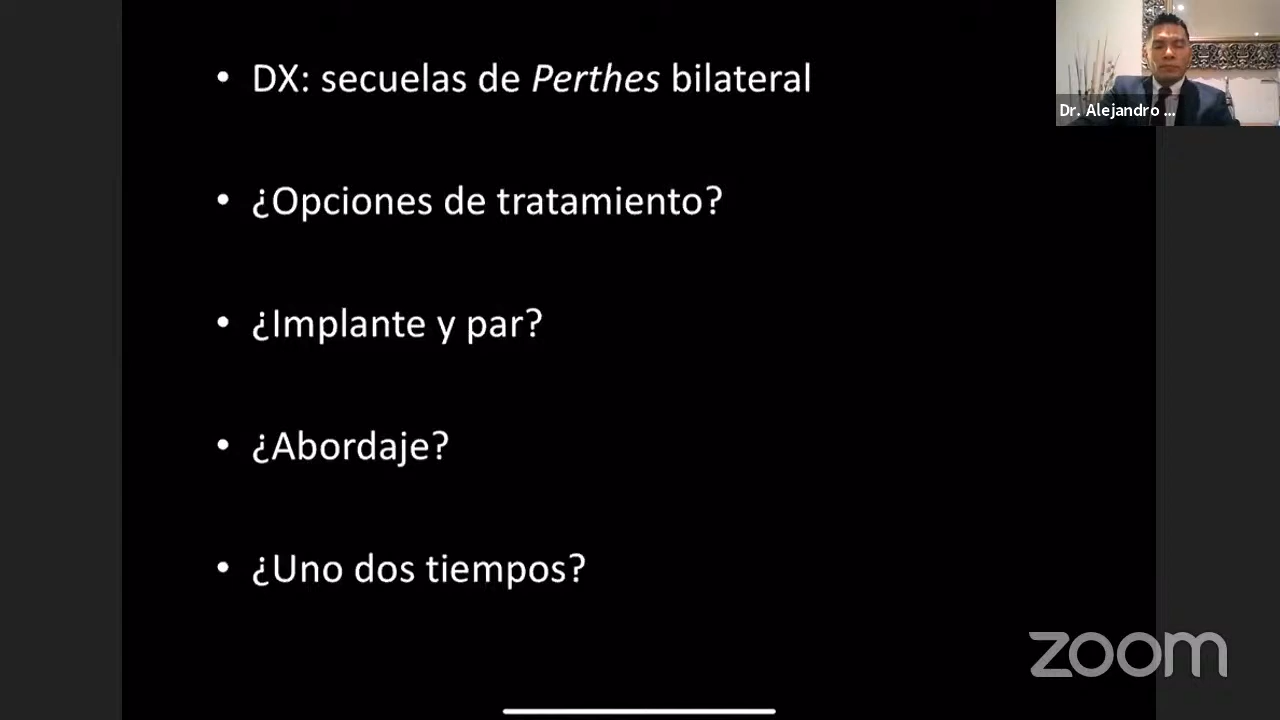 • DX: secuelas de Perthes bilateral
Dr. Alejandro ...
• ¿Opciones de tratamiento?
• ¿Implante y par?
• ¿Abordaje?
• ¿Uno dos tiempos?
zoom